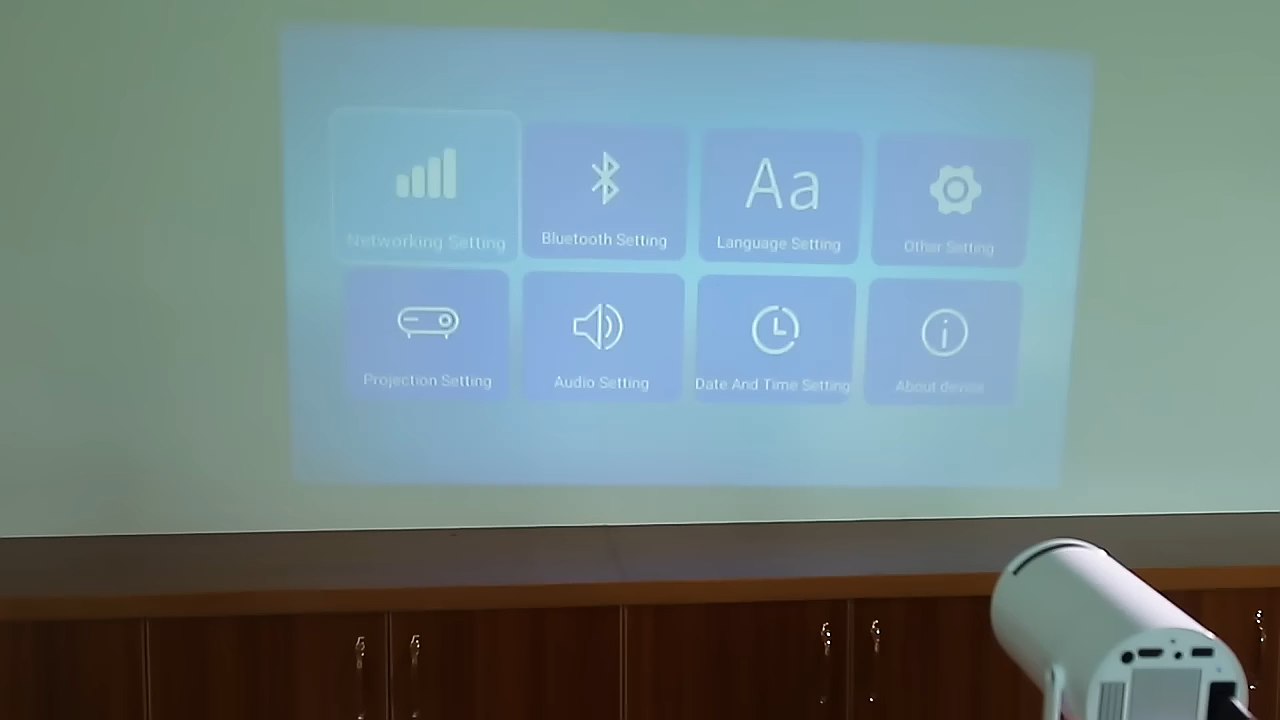 Networking Setting
Bluetooth Setting
Aa
Language Setting
Other Setting
Projection Setting
Audio Setting
Date And Time Setting
About device